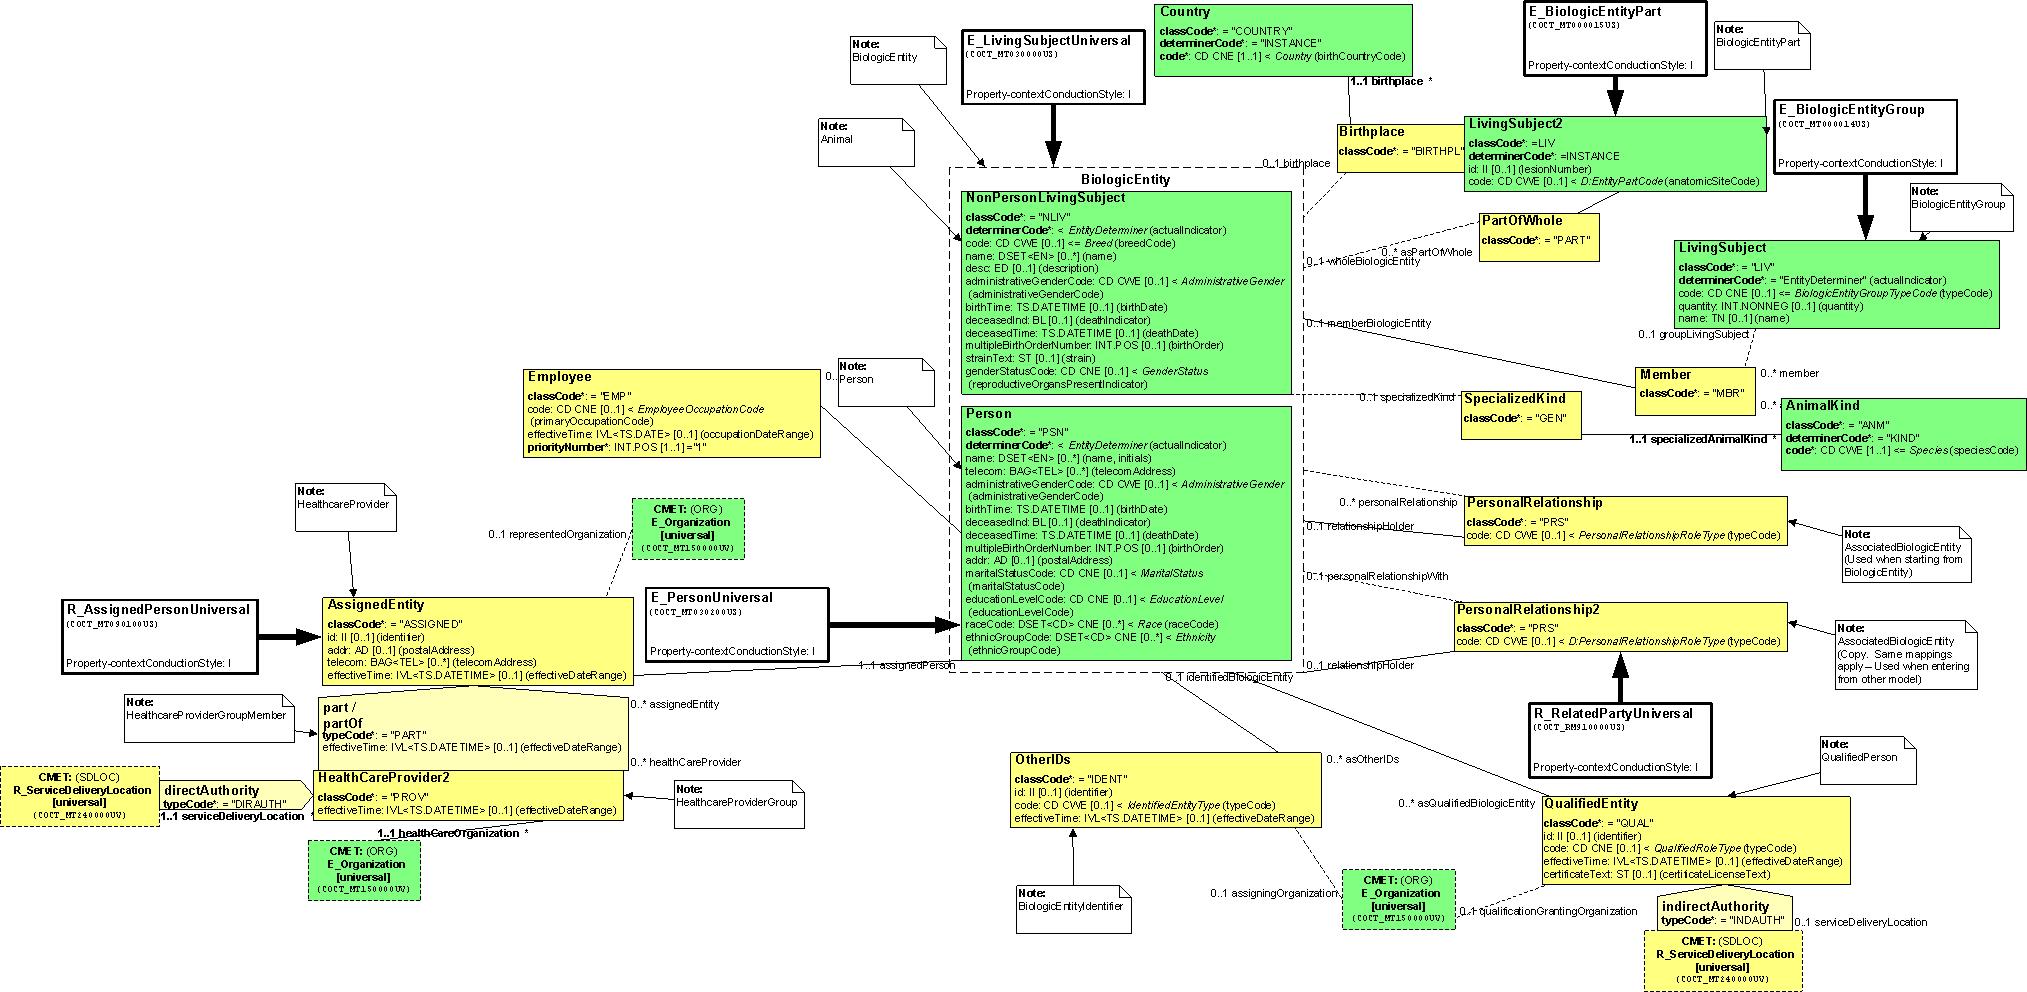 Country
classCode*: = "COUNTRY"
determinerCode*: = "INSTANCE"
code*: CD CNE [1..1] < Country (birthCountryCode)
1..1 birthplace *
E_BiologicEntityPart
(COCT_MT000015US)
Property-contextConductionStyle: I
Note:
BiologicEntityPart
Note:
BiologicEntity
E_LivingSubjectUniversal
(COCT_MT030000US)
Property-contextConductionStyle: I
E_BiologicEntityGroup
(COCT_MT000014US)
Property-contextConductionStyle: I
Note:
Animal
Birthplace
classCode*: = "BIRTHPL"
0..1 birthplace
LivingSubject2
classCode*: =LIV
determinerCode*: =INSTANCE
id: II [0..1] (lesionNumber)
code: CD CWE [0..1] < D:EntityPartCode (anatomicSiteCode)
Note:
BiologicEntityGroup
BiologicEntity
NonPersonLivingSubject
classCode*: = "NLIV"
determinerCode*: < EntityDeterminer (actualIndicator)
code: CD CWE [0..1] <= Breed (breedCode)
name: DSET<EN> [0..*] (name)
desc: ED [0..1] (description)
administrativeGenderCode: CD CWE [0..1] < AdministrativeGender
(administrativeGenderCode)
birthTime: TS.DATETIME [0..1] (birthDate)
deceasedInd: BL [0..1] (deathIndicator)
deceasedTime: TS.DATETIME [0..1] (deathDate)
multipleBirthOrderNumber: INT.POS [0..1] (birthOrder)
strainText: ST [0..1] (strain)
genderStatusCode: CD CNE [0..1] < GenderStatus
(reproductiveOrgansPresentIndicator)
PartOfWhole
classCode*: = "PART"
0..* asPartOfWhole
0..1 wholeBiologicEntity
LivingSubject
classCode*: = "LIV"
determinerCode*: = "EntityDeterminer" (actualIndicator)
code: CD CNE [0..1] <= BiologicEntityGroupTypeCode (typeCode)
quantity: INT.NONNEG [0..1] (quantity)
name: TN [0..1] (name)
0..1 groupLivingSubject
0..1 memberBiologicEntity
Member
classCode*: = "MBR"
0..* member
Note:
Person
Employee
classCode*: = "EMP"
code: CD CNE [0..1] < EmployeeOccupationCode
(primaryOccupationCode)
effectiveTime: IVL<TS.DATE> [0..1] (occupationDateRange)
priorityNumber*: INT.POS [1..1] ="1"
0..
0..1 specializedKind
SpecializedKind
classCode*: = "GEN"
0..*
1..1 specializedAnimalKind *
AnimalKind
classCode*: = "ANM"
determinerCode*: = "KIND"
code*: CD CWE [1..1] <= Species (speciesCode)
Person
classCode*: = "PSN"
determinerCode*: < EntityDeterminer (actualIndicator)
name: DSET<EN> [0..*] (name, initials)
telecom: BAG<TEL> [0..*] (telecomAddress)
administrativeGenderCode: CD CWE [0..1] < AdministrativeGender
(administrativeGenderCode)
birthTime: TS.DATETIME [0..1] (birthDate)
deceasedInd: BL [0..1] (deathIndicator)
deceasedTime: TS.DATETIME [0..1] (deathDate)
multipleBirthOrderNumber: INT.POS [0..1] (birthOrder)
addr: AD [0..1] (postalAddress)
maritalStatusCode: CD CNE [0..1] < MaritalStatus
(maritalStatusCode)
educationLevelCode: CD CNE [0..1] < EducationLevel
(educationLevelCode)
raceCode: DSET<CD> CNE [0..*] < Race (raceCode)
ethnicGroupCode: DSET<CD> CNE [0..*] < Ethnicity
(ethnicGroupCode)
0..* personalRelationship
0..1 relationshipHolder
PersonalRelationship
classCode*: = "PRS"
code: CD CWE [0..1] < PersonalRelationshipRoleType (typeCode)
Note:
AssociatedBiologicEntity
(Used when starting from
BiologicEntity)
0..1 personalRelationshipWith
PersonalRelationship2
classCode*: = "PRS"
code: CD CWE [0..1] < D:PersonalRelationshipRoleType (typeCode)
0..1 relationshipHolder
Note:
AssociatedBiologicEntity
(Copy. Same mappings
apply – Used when entering
from other model)
R_RelatedPartyUniversal
(COCT_RM910000US)
Property-contextConductionStyle: I
Note:
HealthcareProvider
CMET: (ORG)
E_Organization
[universal]
(COCT_MT150000UV)
0..1 representedOrganization
R_AssignedPersonUniversal
(COCT_MT090100US)
Property-contextConductionStyle: I
AssignedEntity
classCode*: = "ASSIGNED"
id: II [0..1] (identifier)
addr: AD [0..1] (postalAddress)
telecom: BAG<TEL> [0..*] (telecomAddress)
effectiveTime: IVL<TS.DATETIME> [0..1] (effectiveDateRange)
E_PersonUniversal
(COCT_MT030200US)
Property-contextConductionStyle: I
1..1 assignedPerson
0..1 identifiedBiologicEntity
Note:
HealthcareProviderGroupMember
part /
partOf
typeCode*: = "PART"
effectiveTime: IVL<TS.DATETIME> [0..1] (effectiveDateRange)
0..* assignedEntity
0..* healthCareProvider
CMET: (SDLOC)
R_ServiceDeliveryLocation
[universal]
(COCT_MT240000UV)
directAuthority
typeCode*: = "DIRAUTH"
1..1 serviceDeliveryLocation *
HealthCareProvider2
classCode*: = "PROV"
effectiveTime: IVL<TS.DATETIME> [0..1] (effectiveDateRange)
Note:
HealthcareProviderGroup
1..1 healthCareOrganization *
CMET: (ORG)
E_Organization
[universal]
(COCT_MT150000UV)
OtherIDs
classCode*: = "IDENT"
id: II [0..1] (identifier)
code: CD CWE [0..1] < IdentifiedEntityType (typeCode)
effectiveTime: IVL<TS.DATETIME> [0..1] (effectiveDateRange)
0..* asOtherIDs
Note:
BiologicEntityIdentifier
0..1 assigningOrganization
CMET: (ORG)
E_Organization
[universal]
(COCT_MT150000UV)
0..1 qualificationGrantingOrganization
Note:
QualifiedPerson
0..* asQualifiedBiologicEntity
QualifiedEntity
classCode*: = "QUAL"
id: II [0..1] (identifier)
code: CD CNE [0..1] < QualifiedRoleType (typeCode)
effectiveTime: IVL<TS.DATETIME> [0..1] (effectiveDateRange)
certificateText: ST [0..1] (certificateLicenseText)
indirectAuthority
typeCode*: = "INDAUTH"
0..1 serviceDeliveryLocation
CMET: (SDLOC)
R_ServiceDeliveryLocation
[universal]
(COCT_MT240000UV)